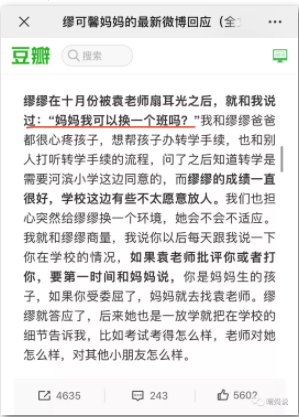 缪可馨妈妈的最新微博回应（全
豆瓣
搜索
缪缪在十月份被袁老师扇耳光之后，就和我说
过：“妈妈我可以换一个班吗？”我和缪缪爸爸
都很心疼孩子，想帮孩子办转学手续，也和别
人打听转学手续的流程，问了之后知道转学是
需要河滨小学这边同意的，而缪缪的成绩一直
很好，学校这边有些不太愿意放人。我们也担
心突然给缪缪换一个环境，她会不会不适应。
我就和缪缪商量，我说你以后每天跟我说一下
你在学校的情况，如果袁老师批评你或者打
你，要第一时间和妈妈说，你是妈妈生的孩
子，如果你受委屈了，妈妈就去找袁老师。缪
缪就答应了，后来她也是一放学就把在学校的
细节告诉我，比如考试考得怎么样，老师对她
怎么样，对其他小朋友怎么样。
4635
243
560